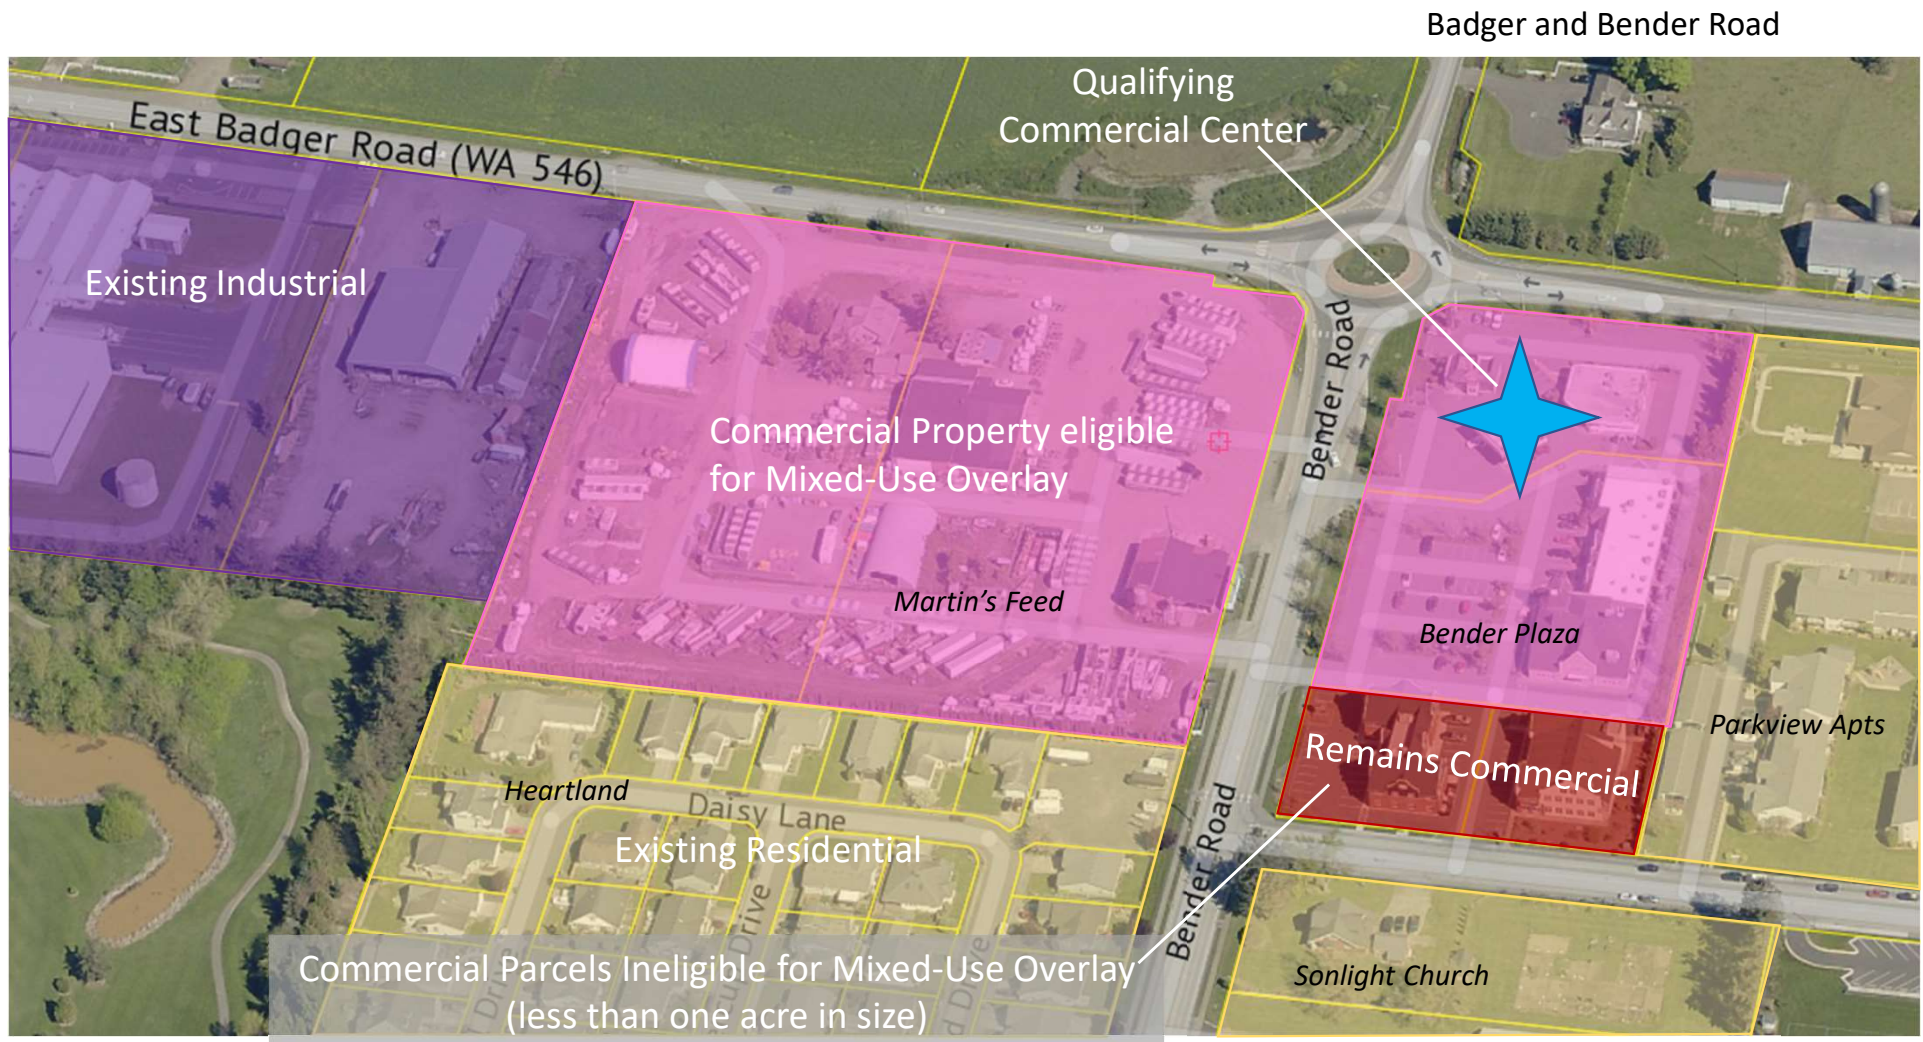 Badger and Bender Road
Qualifying
Commercial Center
East Badger Road (WA 546)
Existing Industrial
Bender Road
Commercial Property eligible
for Mixed-Use Overlay
Martin's Feed
Bender Plaza
Parkview Apts
Remains Commercial
Heartland
Daisy Lane
Existing Residential
Bender Road
Drive
Commercial Parcels Ineligible for Mixed-Use Overlay
(less than one acre in size)
Sonlight Church